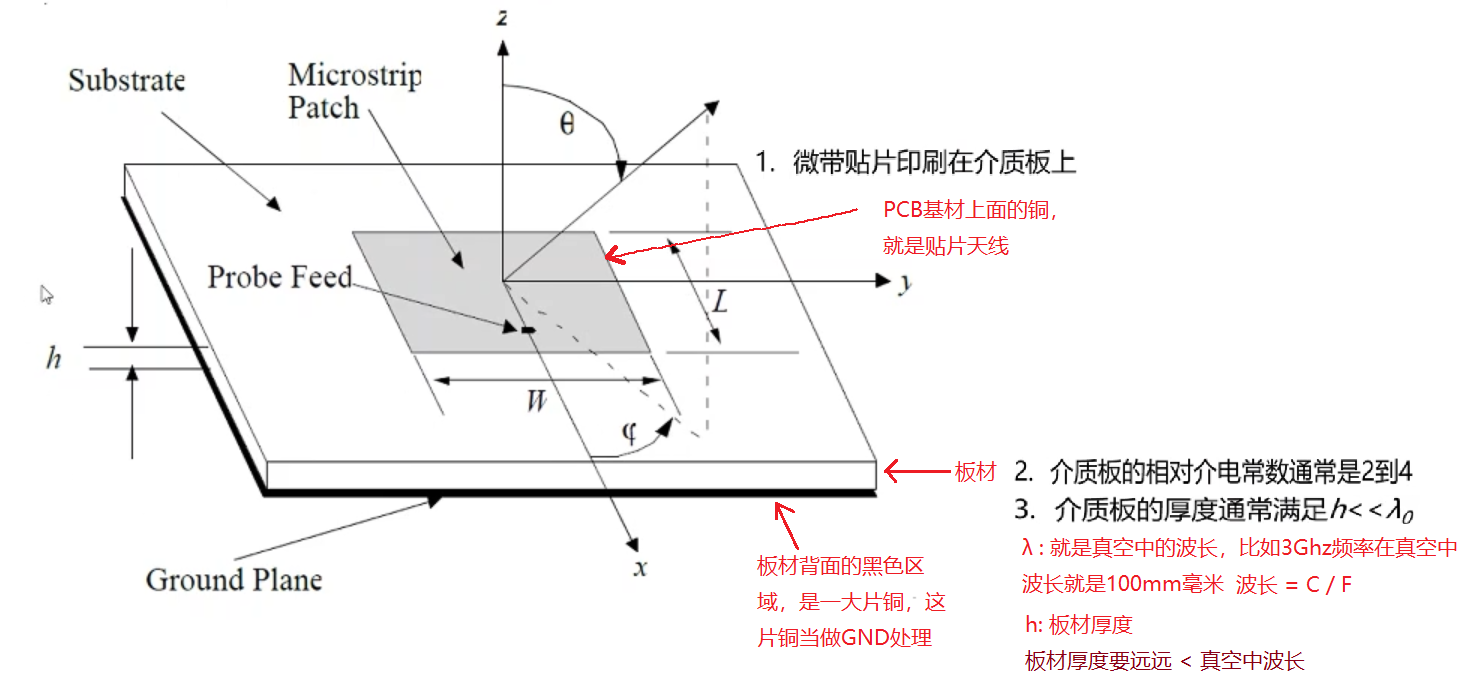 z
Substrate
Microstrip
Patch
θ
1. 微带贴片印刷在介质板上
PCB基材上面的铜，
就是贴片天线
Probe Feed
y
L
h
W
φ
板材
2. 介质板的相对介电常数通常是2到4
3. 介质板的厚度通常满足h<<λ0
λ : 就是真空中的波长，比如3Ghz频率在真空中
波长就是100mm毫米 波长 = C / F
h: 板材厚度
板材厚度要远远 < 真空中波长
板材背面的黑色区
域，是一大片铜，这
片铜当做GND处理
x
Ground Plane